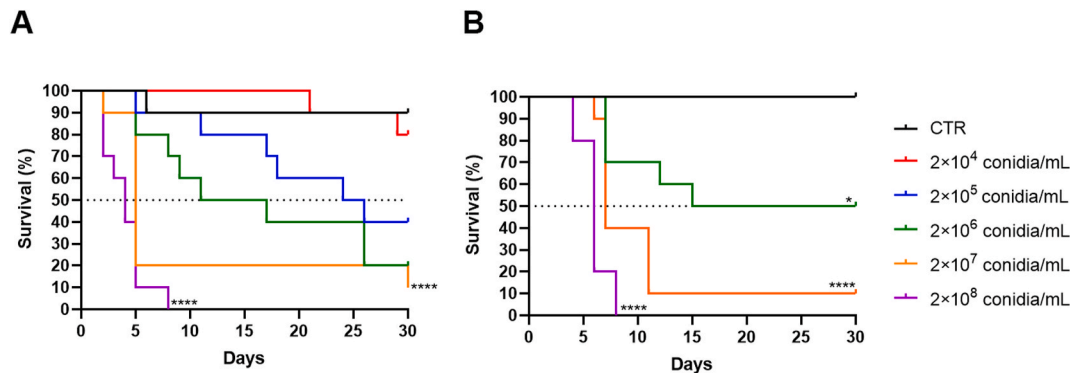 A
B
Survival (%)
100
90
80
70
60
50
40
30
20
10
0
0 5 10 15 20 25 30
Days
****
****
Survival (%)
100
90
80
70
60
50
40
30
20
10
0
0 5 10 15 20 25 30
Days
*
****
****
CTR
2×10⁴ conidia/mL
2×10⁵ conidia/mL
2×10⁶ conidia/mL
2×10⁷ conidia/mL
2×10⁸ conidia/mL